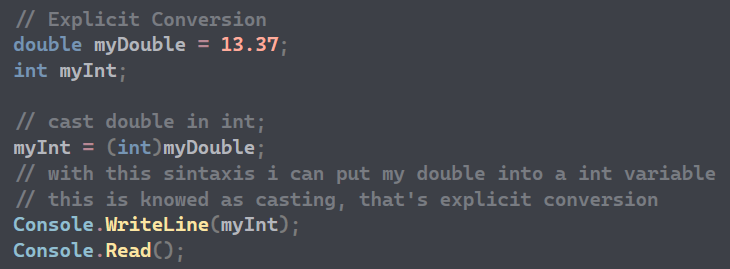 // Explicit Conversion
double myDouble = 13.37;
int myInt;
// cast double in int;
myInt = (int)myDouble;
// with this sintaxis i can put my double into a int variable
// this is knowed as casting, that's explicit conversion
Console.WriteLine(myInt);
Console.Read();